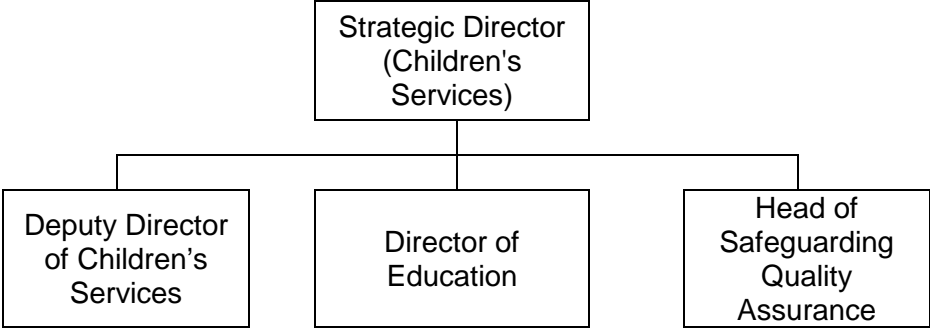 Strategic Director
(Children's
Services)
Deputy Director
of Children’s
Services
Director of
Education
Head of
Safeguarding
Quality
Assurance